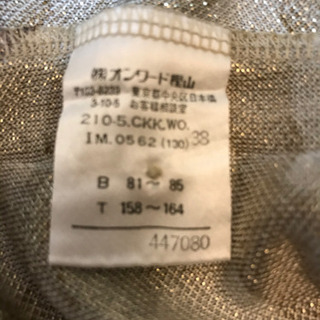 ㈱オンワード樫山
〒103-8239 東京都中央区日本橋
3-10-5 お客様相談室
210-5.CKK.WO.
IM.0562(130) 38
B 81～85
T 158～164
447080